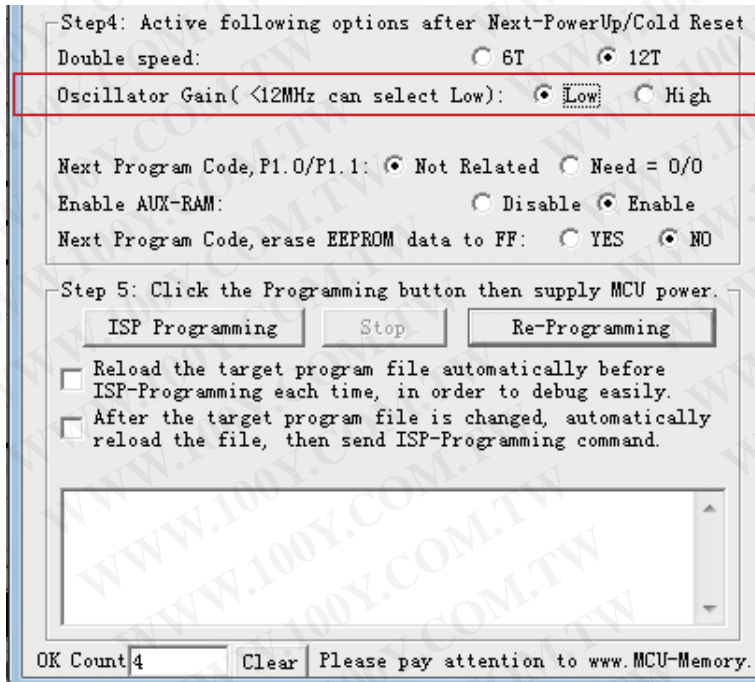 Step4: Active following options after Next-PowerUp/Cold Reset
Double speed: 6T 12T
Oscillator Gain( <12MHz can select Low): Low High
Next Program Code,P1.0/P1.1: Not Related Need = 0/0
Enable AUX-RAM: Disable Enable
Next Program Code,erase EEPROM data to FF: YES NO
Step 5: Click the Programming button then supply MCU power.
ISP Programming Stop Re-Programming
Reload the target program file automatically before
ISP-Programming each time, in order to debug easily.
After the target program file is changed, automatically
reload the file, then send ISP-Programming command.
OK Count 4 Clear Please pay attention to www.MCU-Memory.
WWW.100Y.COM.TW